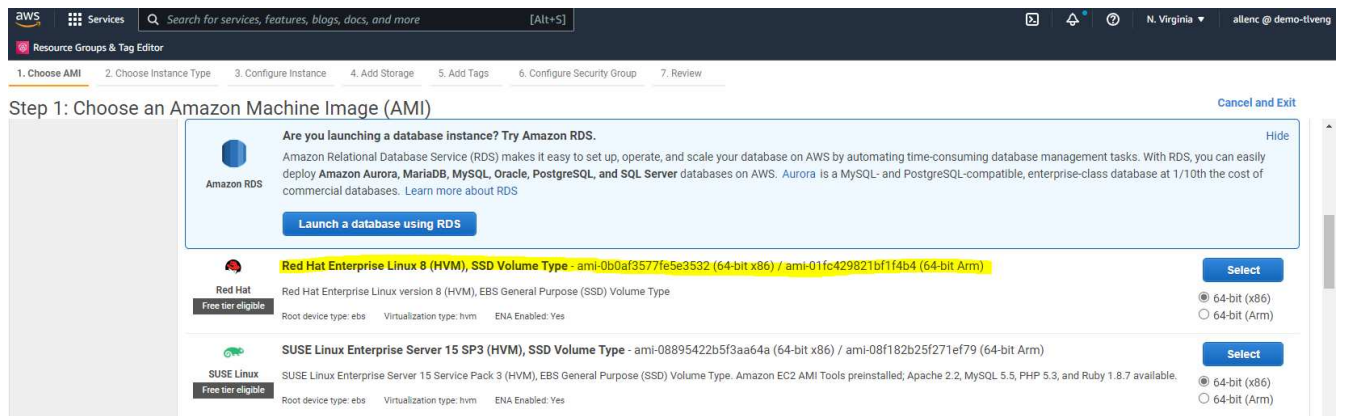 aws
Services
Search for services, features, blogs, docs, and more
[Alt+S]
N. Virginia
allenc @ demo-tlveng
Resource Groups & Tag Editor
1. Choose AMI
2. Choose Instance Type
3. Configure Instance
4. Add Storage
5. Add Tags
6. Configure Security Group
7. Review
Step 1: Choose an Amazon Machine Image (AMI)
Cancel and Exit
Amazon RDS
Are you launching a database instance? Try Amazon RDS.
Hide
Amazon Relational Database Service (RDS) makes it easy to set up, operate, and scale your database on AWS by automating time-consuming database management tasks. With RDS, you can easily
deploy Amazon Aurora, MariaDB, MySQL, Oracle, PostgreSQL, and SQL Server databases on AWS. Aurora is a MySQL- and PostgreSQL-compatible, enterprise-class database at 1/10th the cost of
commercial databases. Learn more about RDS
Launch a database using RDS
Red Hat
Free tier eligible
Red Hat Enterprise Linux 8 (HVM), SSD Volume Type - ami-0b0af3577fe5e3532 (64-bit x86) / ami-01fc429821bf1f4b4 (64-bit Arm)
Red Hat Enterprise Linux version 8 (HVM), EBS General Purpose (SSD) Volume Type
Root device type: ebs Virtualization type: hvm ENA Enabled: Yes
Select
64-bit (x86)
64-bit (Arm)
SUSE Linux
Free tier eligible
SUSE Linux Enterprise Server 15 SP3 (HVM), SSD Volume Type - ami-08895422b5f3aa64a (64-bit x86) / ami-08f182b25f271ef79 (64-bit Arm)
SUSE Linux Enterprise Server 15 Service Pack 3 (HVM), EBS General Purpose (SSD) Volume Type. Amazon EC2 AMI Tools preinstalled; Apache 2.2, MySQL 5.5, PHP 5.3, and Ruby 1.8.7 available.
Root device type: ebs Virtualization type: hvm ENA Enabled: Yes
Select
64-bit (x86)
64-bit (Arm)